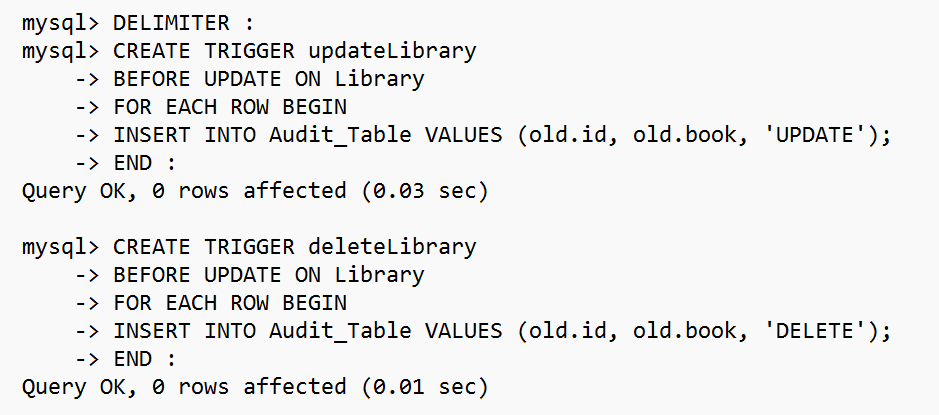 mysql> DELIMITER :
mysql> CREATE TRIGGER updateLibrary
    -> BEFORE UPDATE ON Library
    -> FOR EACH ROW BEGIN
    -> INSERT INTO Audit_Table VALUES (old.id, old.book, 'UPDATE');
    -> END :
Query OK, 0 rows affected (0.03 sec)

mysql> CREATE TRIGGER deleteLibrary
    -> BEFORE UPDATE ON Library
    -> FOR EACH ROW BEGIN
    -> INSERT INTO Audit_Table VALUES (old.id, old.book, 'DELETE');
    -> END :
Query OK, 0 rows affected (0.01 sec)